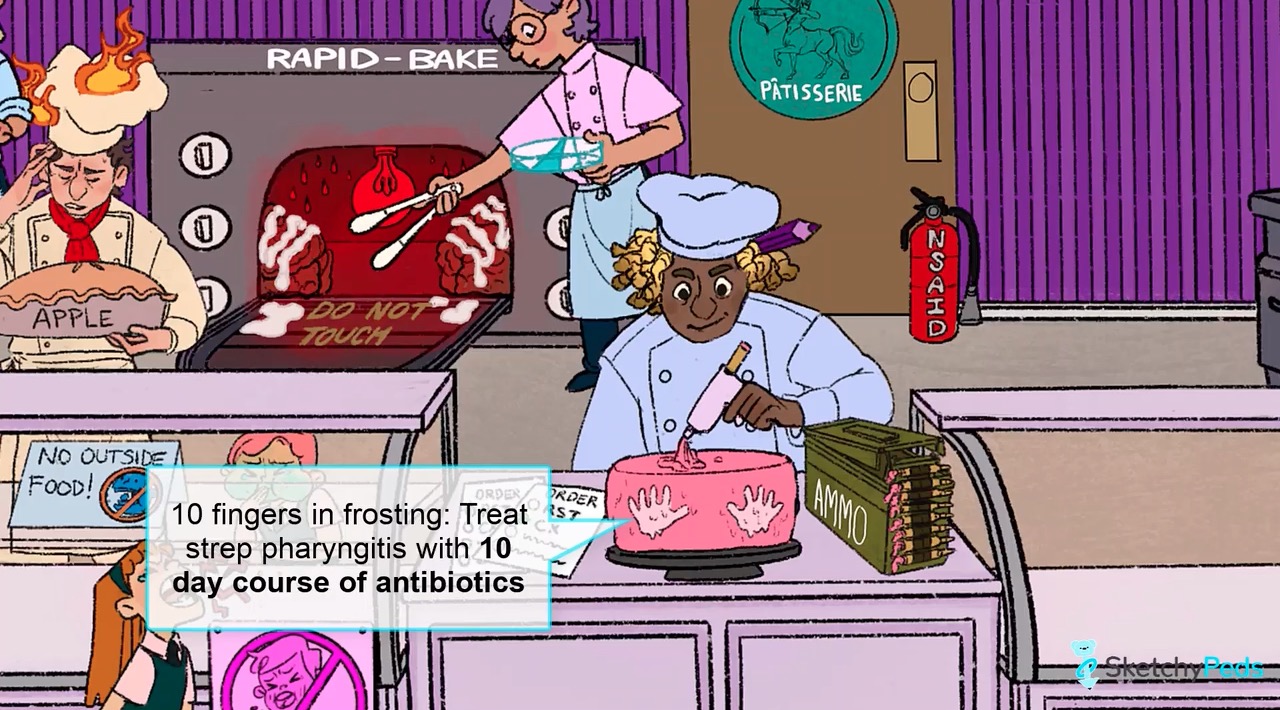 RAPID-BAKE
PÂTISSERIE
NSAID
DO NOT
TOUCH
APPLE
NO OUTSIDE
FOOD!
ORDER
ORDER
AMMO
10 fingers in frosting: Treat
strep pharyngitis with 10
day course of antibiotics
SketchyPeds